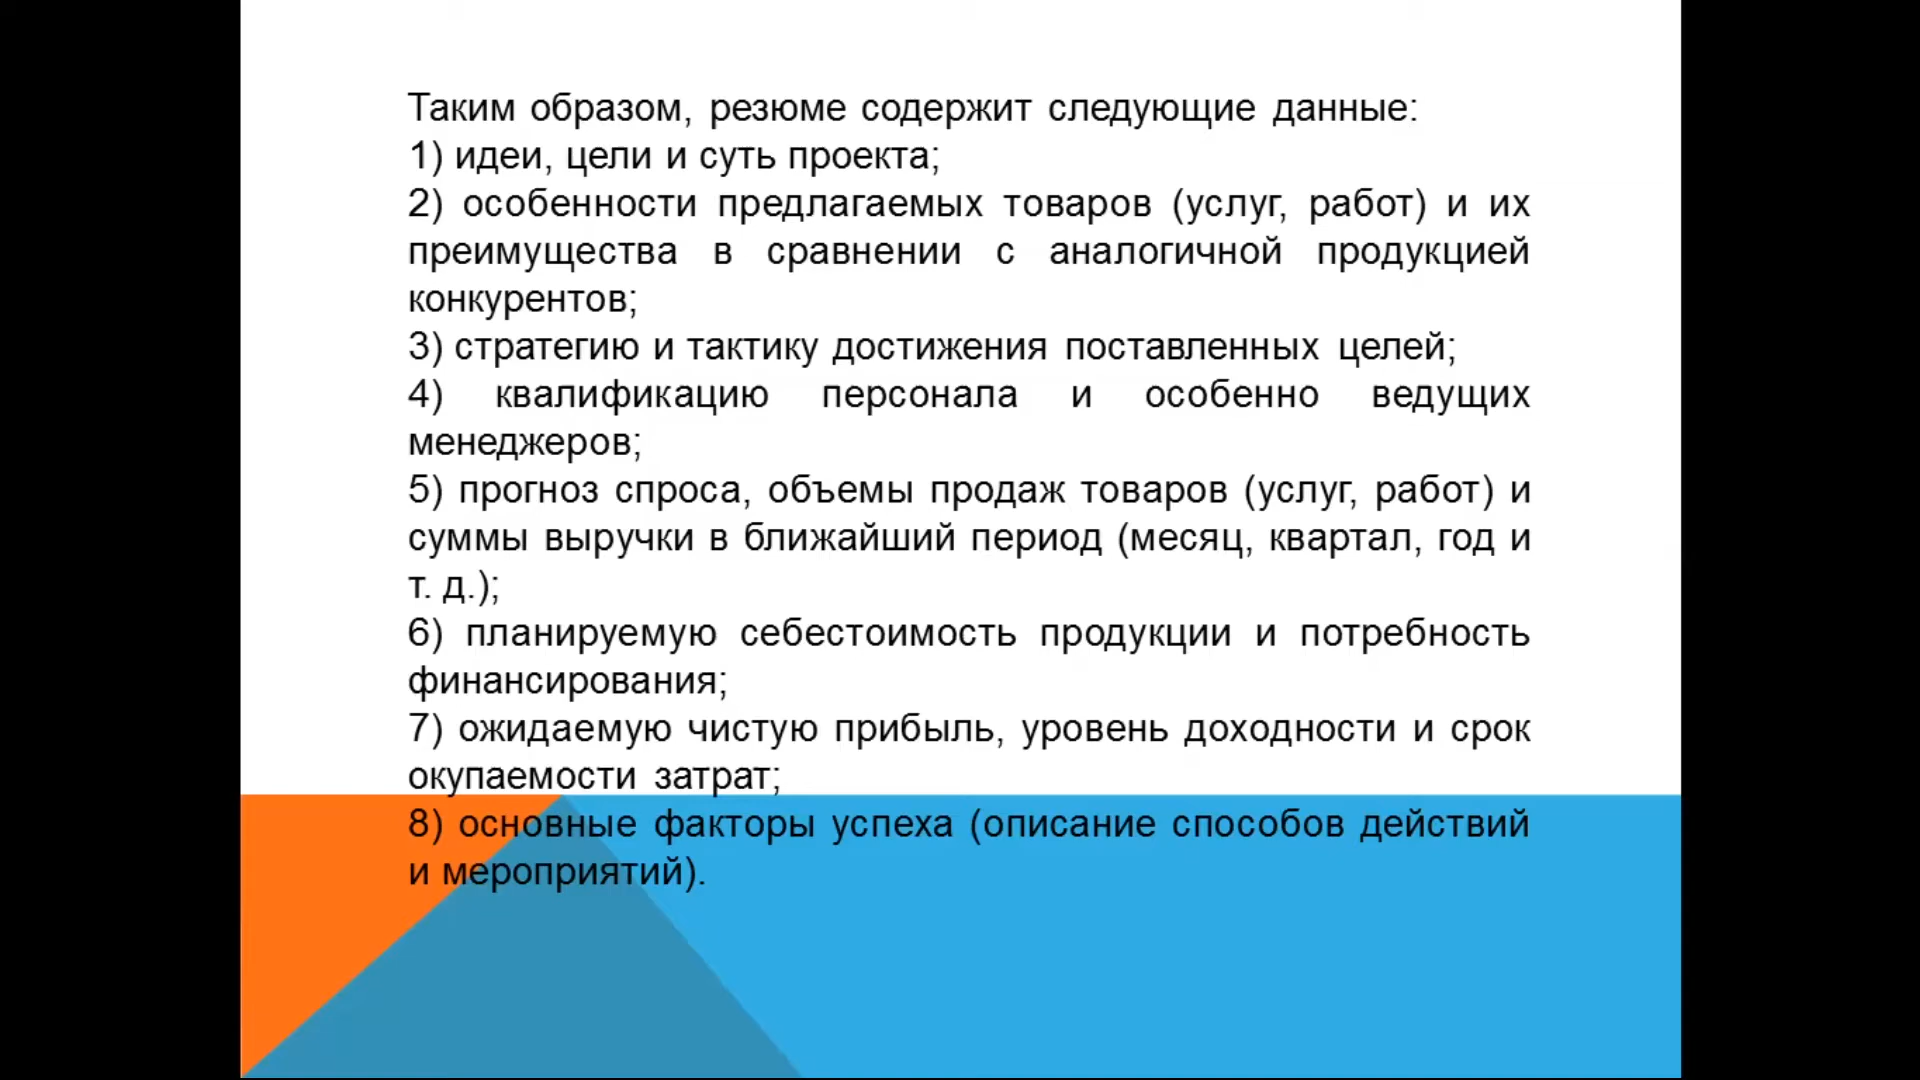 Таким образом, резюме содержит следующие данные:
1) идеи, цели и суть проекта;
2) особенности предлагаемых товаров (услуг, работ) и их
преимущества в сравнении с аналогичной продукцией
конкурентов;
3) стратегию и тактику достижения поставленных целей;
4) квалификацию персонала и особенно ведущих
менеджеров;
5) прогноз спроса, объемы продаж товаров (услуг, работ) и
суммы выручки в ближайший период (месяц, квартал, год и
т. д.);
6) планируемую себестоимость продукции и потребность
финансирования;
7) ожидаемую чистую прибыль, уровень доходности и срок
окупаемости затрат;
8) основные факторы успеха (описание способов действий
и мероприятий).